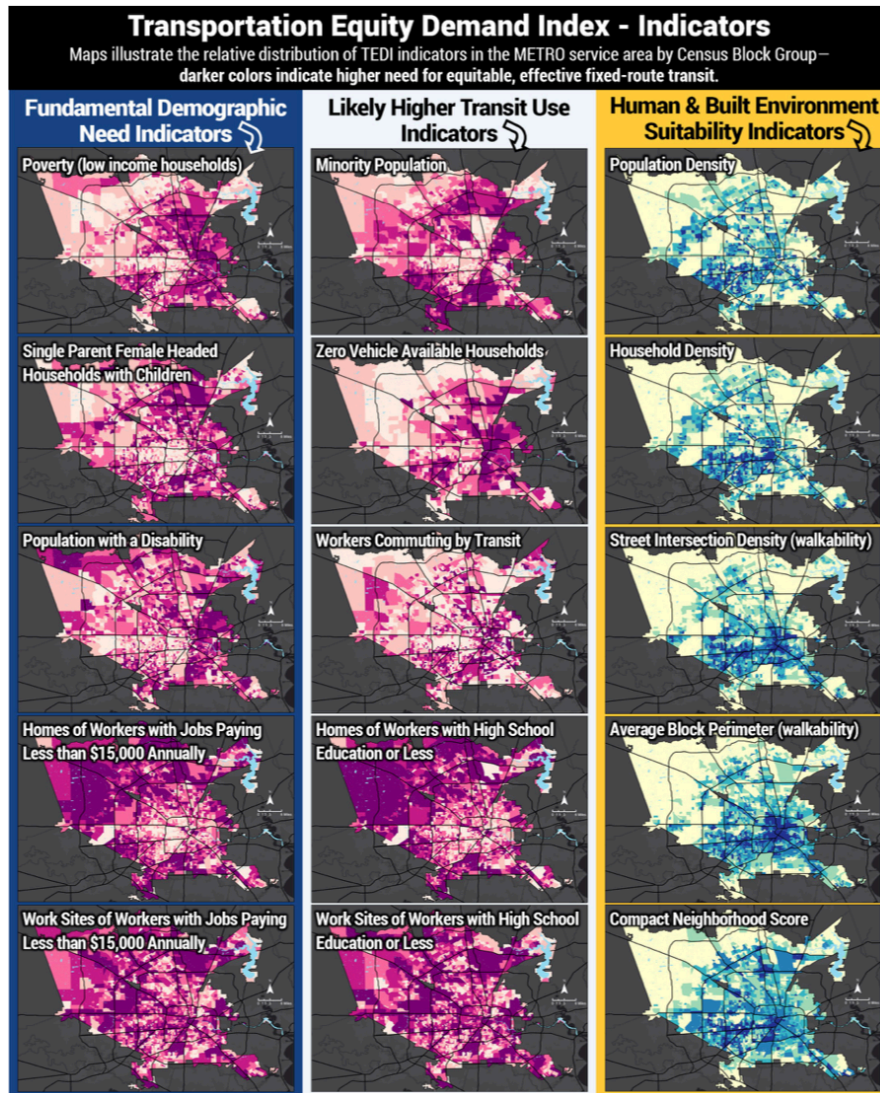 Transportation Equity Demand Index - Indicators
Maps illustrate the relative distribution of TEDI indicators in the METRO service area by Census Block Group—
darker colors indicate higher need for equitable, effective fixed-route transit.
Fundamental Demographic
Need Indicators
Poverty (low income households)
Single Parent Female Headed
Households with Children
Population with a Disability
Homes of Workers with Jobs Paying
Less than $15,000 Annually
Work Sites of Workers with Jobs Paying
Less than $15,000 Annually
Likely Higher Transit Use
Indicators
Minority Population
Zero Vehicle Available Households
Workers Commuting by Transit
Homes of Workers with High School
Education or Less
Work Sites of Workers with High School
Education or Less
Human & Built Environment
Suitability Indicators
Population Density
Household Density
Street Intersection Density (walkability)
Average Block Perimeter (walkability)
Compact Neighborhood Score